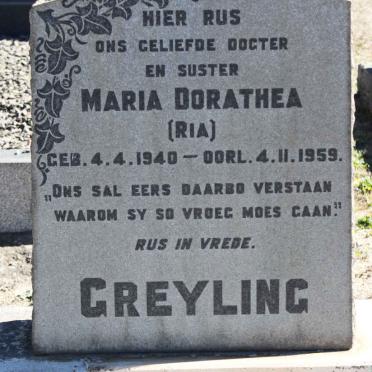 HIER RUS
ONS GELIEFDE DOGTER
EN SUSTER
MARIA DORATHEA
(RIA)
GEB. 4.4.1940 — OORL. 4.11.1959.
„ONS SAL EERS DAARBO VERSTAAN
WAAROM SY SO VROEG MOES GAAN."
RUS IN VREDE.
GREYLING